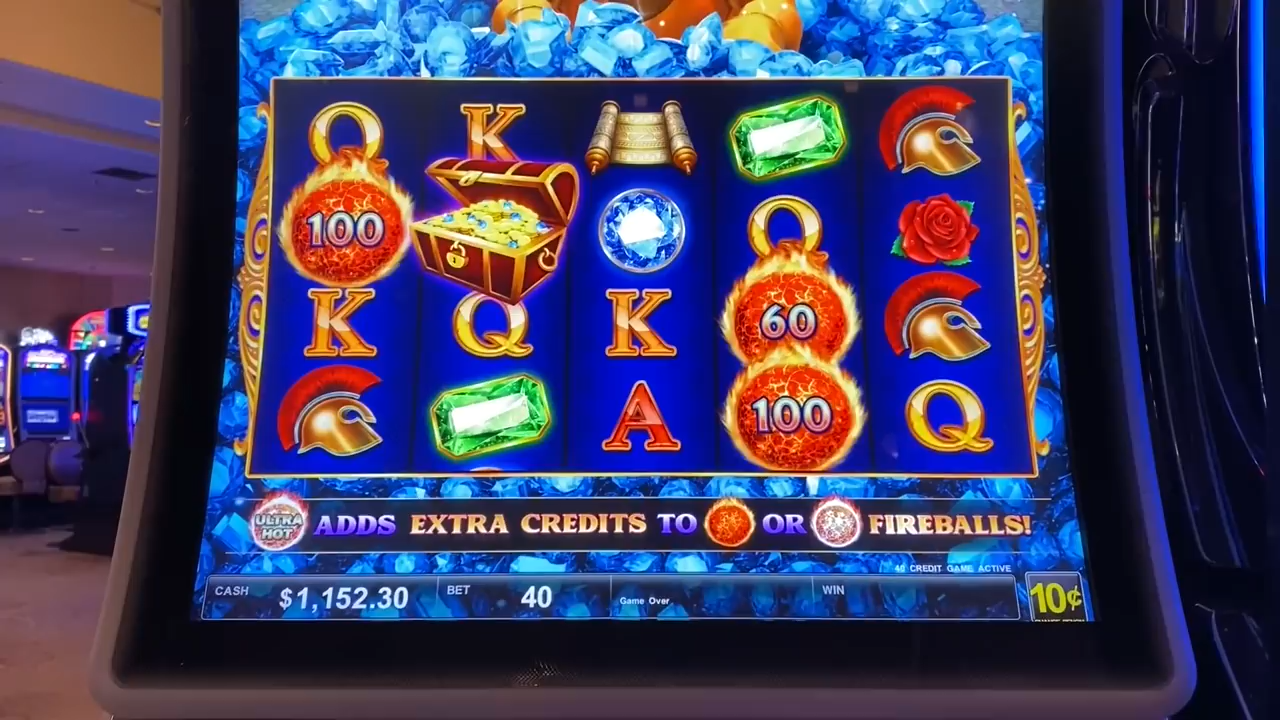 Q K
100
K Q K 60
A 100 Q
ULTRA HOT ADDS EXTRA CREDITS TO OR FIREBALLS!
40 CREDIT GAME ACTIVE
CASH $1,152.30 BET 40 Game Over WIN 10¢